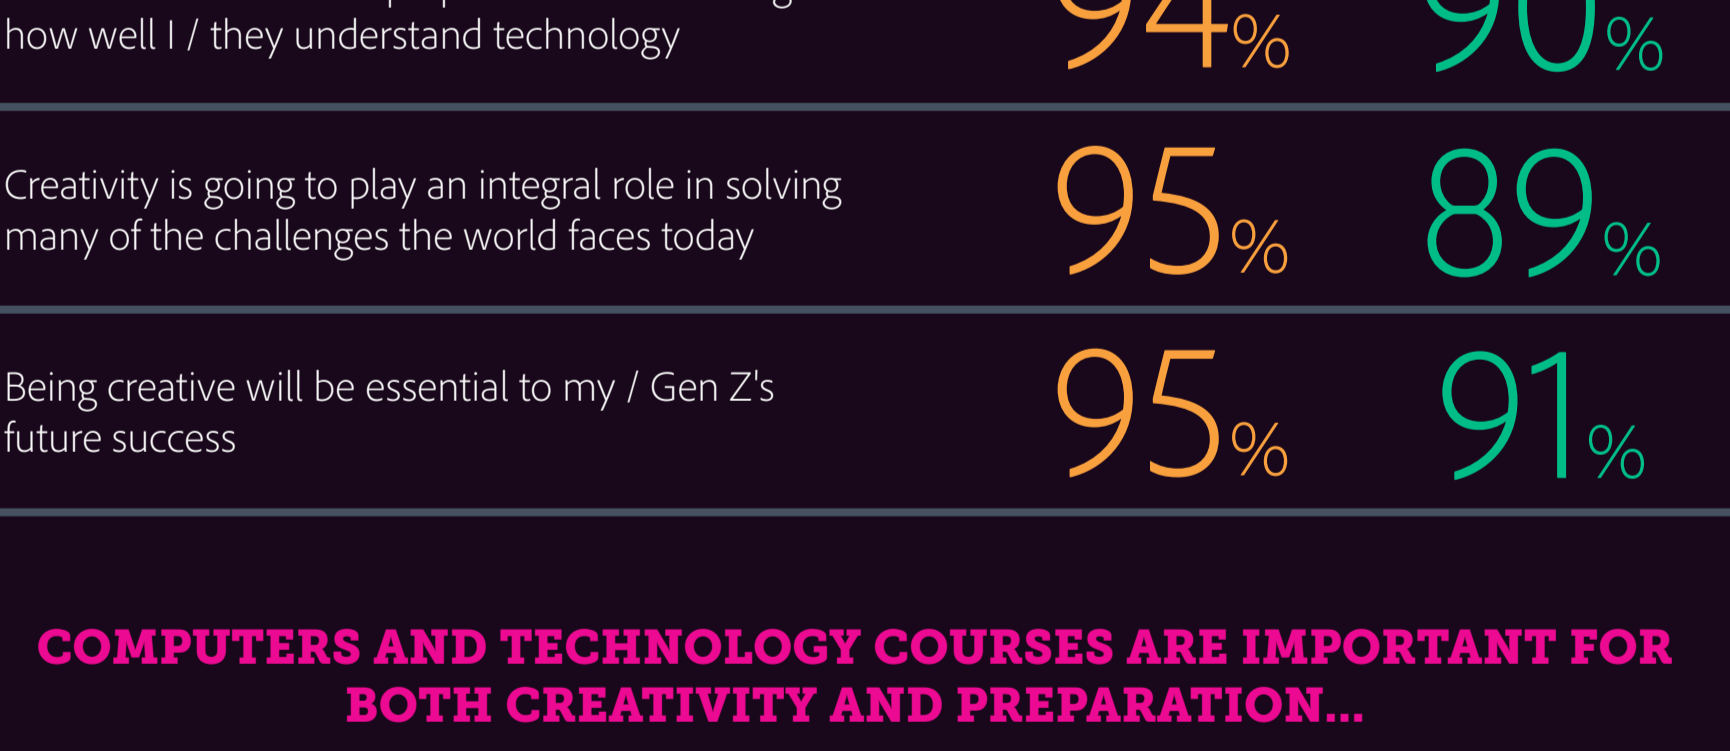 how well I / they understand technology
94% 90%
Creativity is going to play an integral role in solving
many of the challenges the world faces today
95% 89%
Being creative will be essential to my / Gen Z's
future success
95% 91%
COMPUTERS AND TECHNOLOGY COURSES ARE IMPORTANT FOR
BOTH CREATIVITY AND PREPARATION...